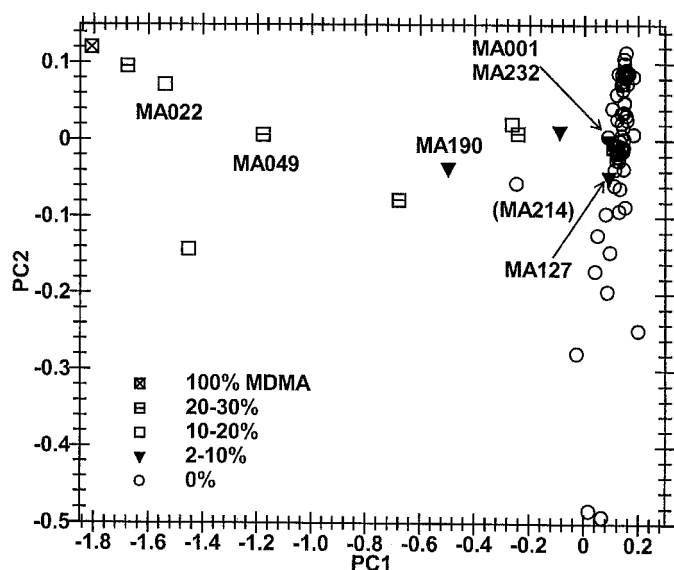 0.1
0
-0.1
-0.2
-0.3
-0.4
-0.5
PC2
MA001
MA232
MA022
MA049
MA190
(MA214)
MA127
100% MDMA
20-30%
10-20%
2-10%
0%
-1.8 -1.6 -1.4 -1.2 -1.0 -0.8 -0.6 -0.4 -0.2 0 0.2
PC1